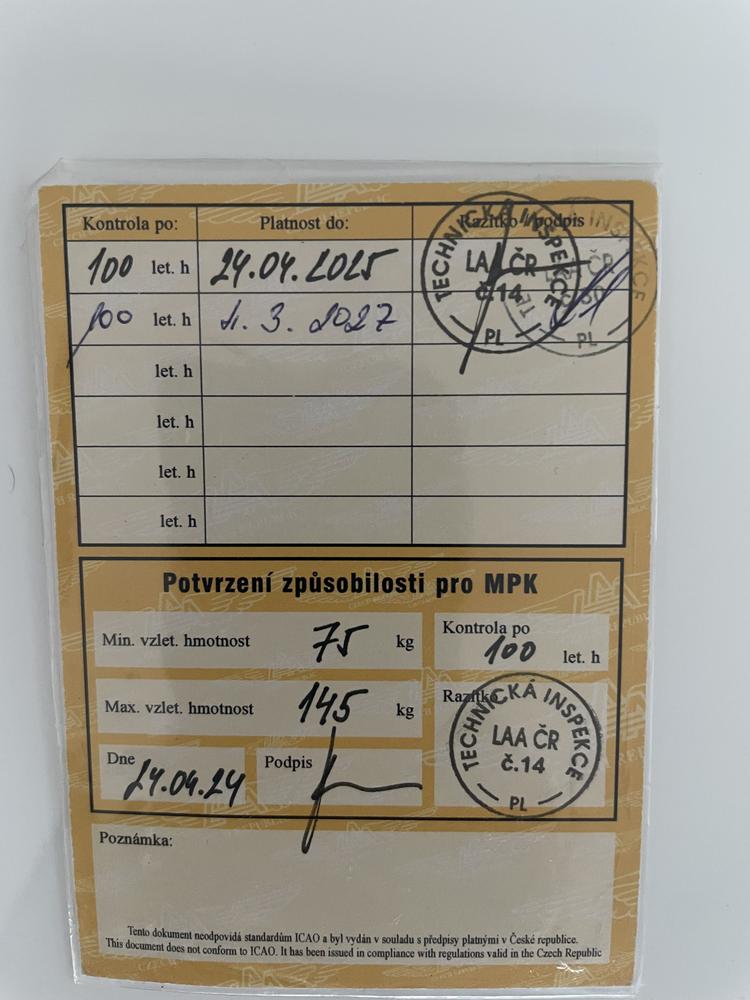 Kontrola po: Platnost do: Razítko / podpis
100 let. h 24.04.2025
TECHNICKÁ INSPEKCE LAA ČR č.14 PL
100 let. h 3. 2027
INSPEKCE ČR PL
let. h
let. h
let. h
let. h
Potvrzení způsobilosti pro MPK
Min. vzlet. hmotnost 75 kg
Kontrola po 100 let. h
Max. vzlet. hmotnost 145 kg
Razítko
TECHNICKÁ INSPEKCE
LAA ČR
č.14
PL
Dne 24.04.24
Podpis
Poznámka:
Tento dokument neodpovídá standardům ICAO a byl vydán v souladu s předpisy platnými v České republice.
This document does not conform to ICAO. It has been issued in compliance with regulations valid in the Czech Republic